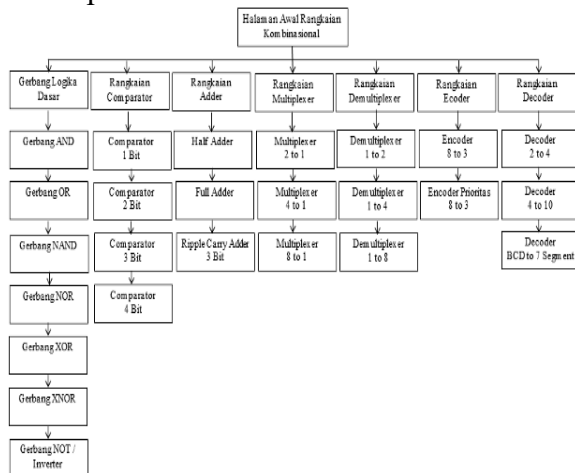 Halaman Awal Rangkaian
Kombinasional
Gerbang Logika
Dasar
Gerbang AND
Gerbang OR
Gerbang NAND
Gerbang NOR
Gerbang XOR
Gerbang XNOR
Gerbang NOT /
Inverter
Rangkaian
Comparator
Comparator
1 Bit
Comparator
2 Bit
Comparator
3 Bit
Comparator
4 Bit
Rangkaian
Adder
Half Adder
Full Adder
Ripple Carry Adder
3 Bit
Rangkaian
Multiplexer
Multiplexer
2 to 1
Multiplexer
4 to 1
Multiplexer
8 to 1
Rangkaian
Demultiplexer
Demultiplexer
1 to 2
Demultiplexer
1 to 4
Demultiplexer
1 to 8
Rangkaian
Ecoder
Encoder
8 to 3
Encoder Prioritas
8 to 3
Rangkaian
Decoder
Decoder
2 to 4
Decoder
4 to 10
Decoder
BCD to 7 Segment